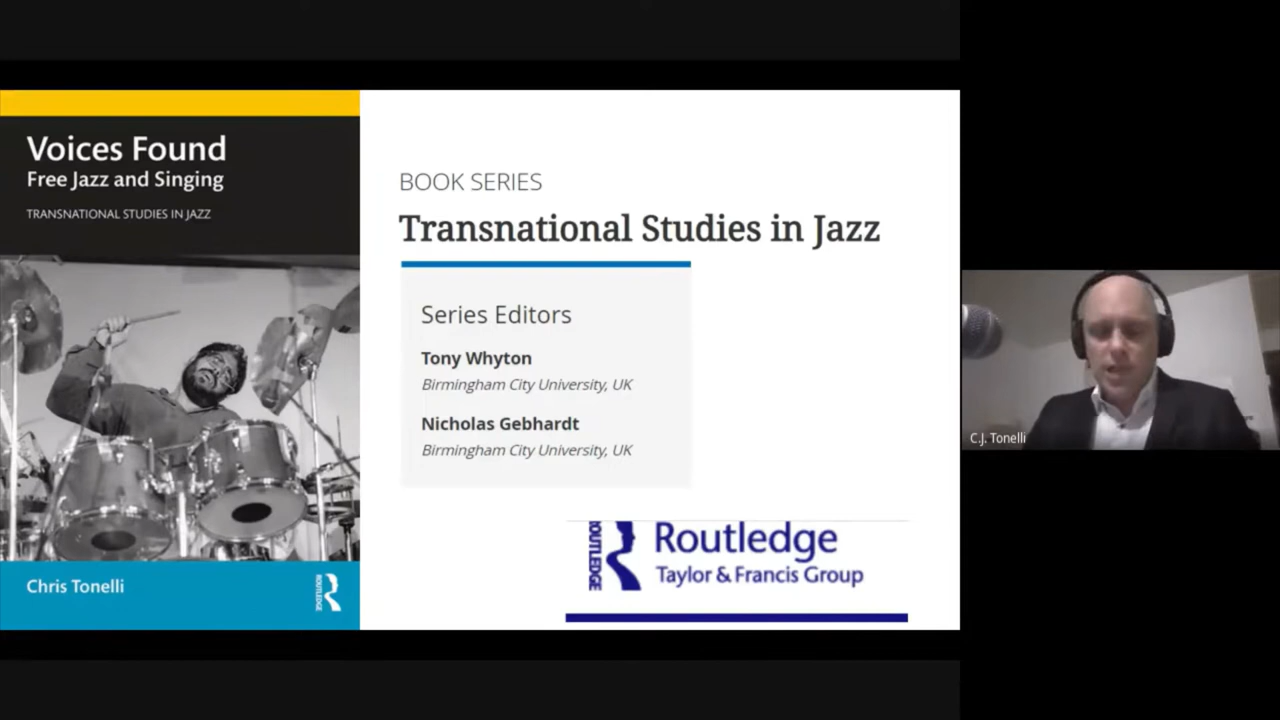 Voices Found
Free Jazz and Singing
TRANSNATIONAL STUDIES IN JAZZ
Chris Tonelli
ROUTLEDGE
BOOK SERIES
Transnational Studies in Jazz
Series Editors
Tony Whyton
Birmingham City University, UK
Nicholas Gebhardt
Birmingham City University, UK
ROUTLEDGE
Routledge
Taylor & Francis Group
C.J. Tonelli